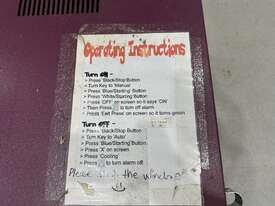 Operating Instructions
Turn on -
> Press 'Black/Stop' Button
> Turn Key to 'Manual'
> Press 'Blue/Starting' Button
> Press 'White/Starting' Button
> Press 'OFF' on screen so it says 'ON'
> Then Press to turn off alarm
> Press 'Exit Press' on screen so it turns green
Turn OFF -
> Press 'Black/Stop' Button
> Turn Key to 'Auto'
> Press 'Blue/Starting' Button
> Press 'X' on screen
> Press 'Cooling'
> Press to turn off alarm
Please the window